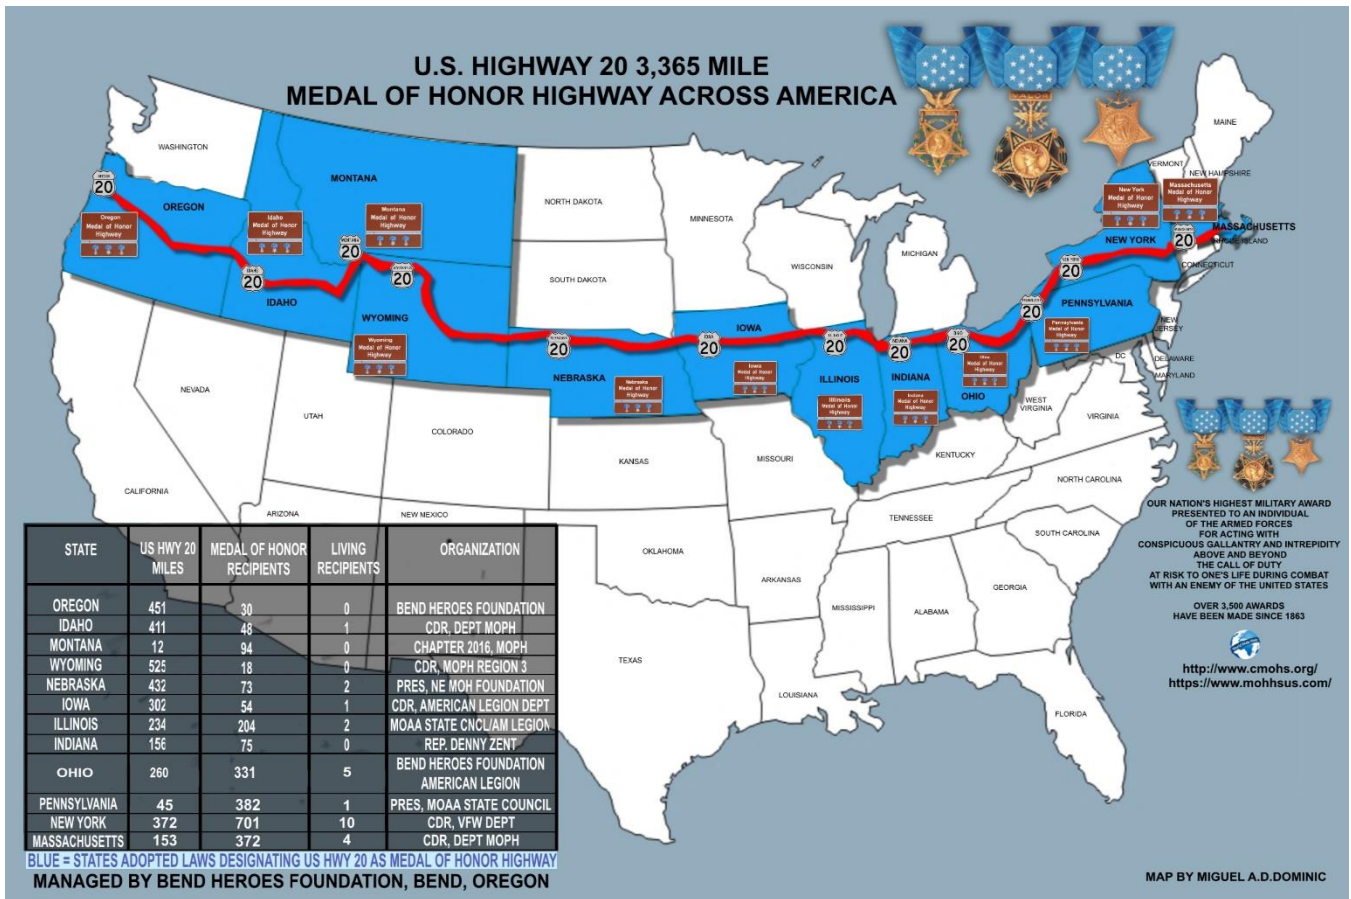 U.S. HIGHWAY 20 3,365 MILE
MEDAL OF HONOR HIGHWAY ACROSS AMERICA
WASHINGTON
MONTANA
NORTH DAKOTA
MINNESOTA
MAINE
VERMONT
NEW HAMPSHIRE
OREGON
20
Oregon
Medal of Honor
Highway
Idaho
Medal of Honor
Highway
20
Montana
Medal of Honor
Highway
20
20
IDAHO
20
WYOMING
Wyoming
Medal of Honor
Highway
SOUTH DAKOTA
WISCONSIN
MICHIGAN
New York
Medal of Honor
Highway
Massachusetts
Medal of Honor
Highway
NEW YORK
20
20
MASSACHUSETTS
RHODE ISLAND
CONNECTICUT
20
PENNSYLVANIA
Pennsylvania
Medal of Honor
Highway
NEW
JERSEY
DC
DELAWARE
MARYLAND
20
NEBRASKA
Nebraska
Medal of Honor
Highway
IOWA
20
Iowa
Medal of Honor
Highway
20
ILLINOIS
Illinois
Medal of Honor
Highway
20
INDIANA
Indiana
Medal of Honor
Highway
20
Ohio
Medal of Honor
Highway
OHIO
WEST
VIRGINIA
VIRGINIA
NEVADA
UTAH
COLORADO
KANSAS
MISSOURI
KENTUCKY
CALIFORNIA
ARIZONA
NEW MEXICO
OKLAHOMA
ARKANSAS
TENNESSEE
NORTH CAROLINA
SOUTH CAROLINA
MISSISSIPPI
ALABAMA
GEORGIA
TEXAS
LOUISIANA
FLORIDA
OUR NATION'S HIGHEST MILITARY AWARD
PRESENTED TO AN INDIVIDUAL
OF THE ARMED FORCES
FOR ACTING WITH
CONSPICUOUS GALLANTRY AND INTREPIDITY
ABOVE AND BEYOND
THE CALL OF DUTY
AT RISK TO ONE'S LIFE DURING COMBAT
WITH AN ENEMY OF THE UNITED STATES
OVER 3,500 AWARDS
HAVE BEEN MADE SINCE 1863
http://www.cmohs.org/
https://www.mohhsus.com/
STATE US HWY 20 MILES MEDAL OF HONOR RECIPIENTS LIVING RECIPIENTS ORGANIZATION
OREGON 451 30 0 BEND HEROES FOUNDATION
IDAHO 411 48 1 CDR, DEPT MOPH
MONTANA 12 94 0 CHAPTER 2016, MOPH
WYOMING 525 18 0 CDR, MOPH REGION 3
NEBRASKA 432 73 2 PRES, NE MOH FOUNDATION
IOWA 302 54 1 CDR, AMERICAN LEGION DEPT
ILLINOIS 234 204 2 MOAA STATE CNCL/AM LEGION
INDIANA 156 75 0 REP. DENNY ZENT
OHIO 260 331 5 BEND HEROES FOUNDATION AMERICAN LEGION
PENNSYLVANIA 45 382 1 PRES, MOAA STATE COUNCIL
NEW YORK 372 701 10 CDR, VFW DEPT
MASSACHUSETTS 153 372 4 CDR, DEPT MOPH
BLUE = STATES ADOPTED LAWS DESIGNATING US HWY 20 AS MEDAL OF HONOR HIGHWAY
MANAGED BY BEND HEROES FOUNDATION, BEND, OREGON
MAP BY MIGUEL A.D.DOMINIC